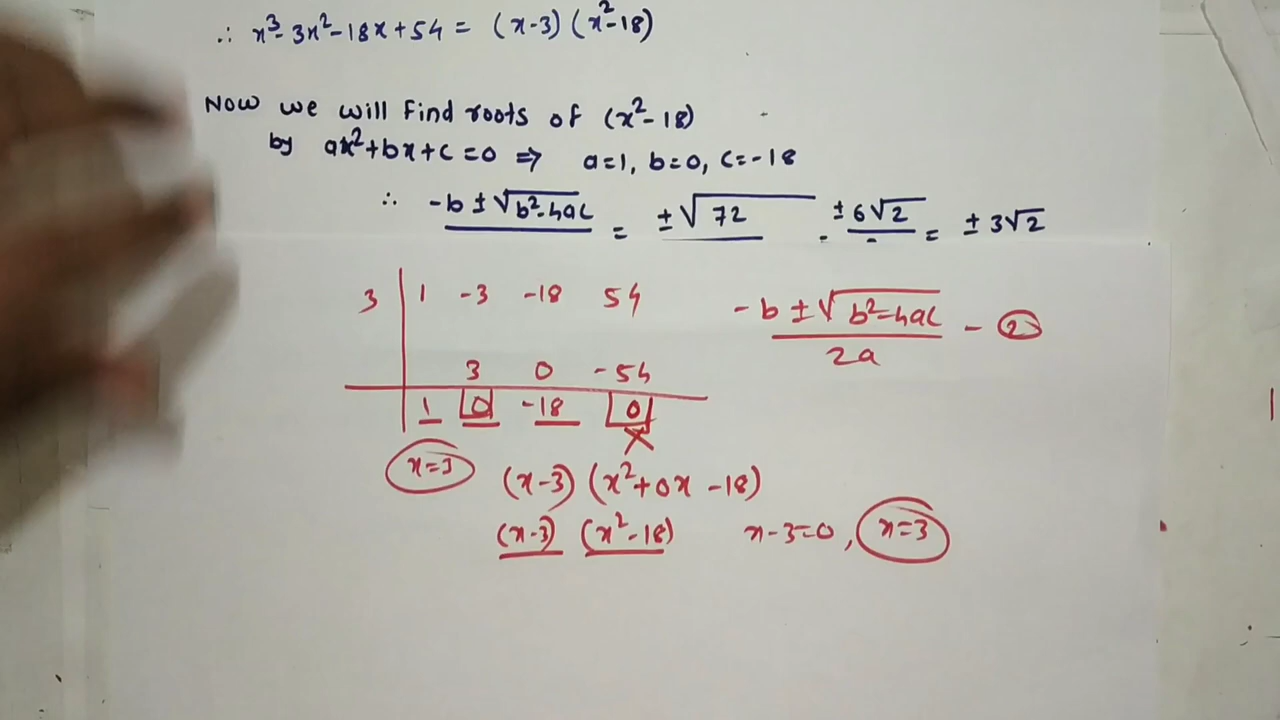 ∴ x³-3x²-18x+54 = (x-3)(x²-18)
Now we will find roots of (x²-18)
by ax²+bx+c=0 ⇒ a=1, b=0, c=-18
∴ -b±√b²-4ac = ±√72 ±6√2 = ±3√2
3 1 -3 -18 54
-b±√b²-4ac - 2
2a
3 0 -54
1 0 -18 0
x=3 (x-3)(x²+0x-18)
(x-3)(x²-18) x-3=0, x=3